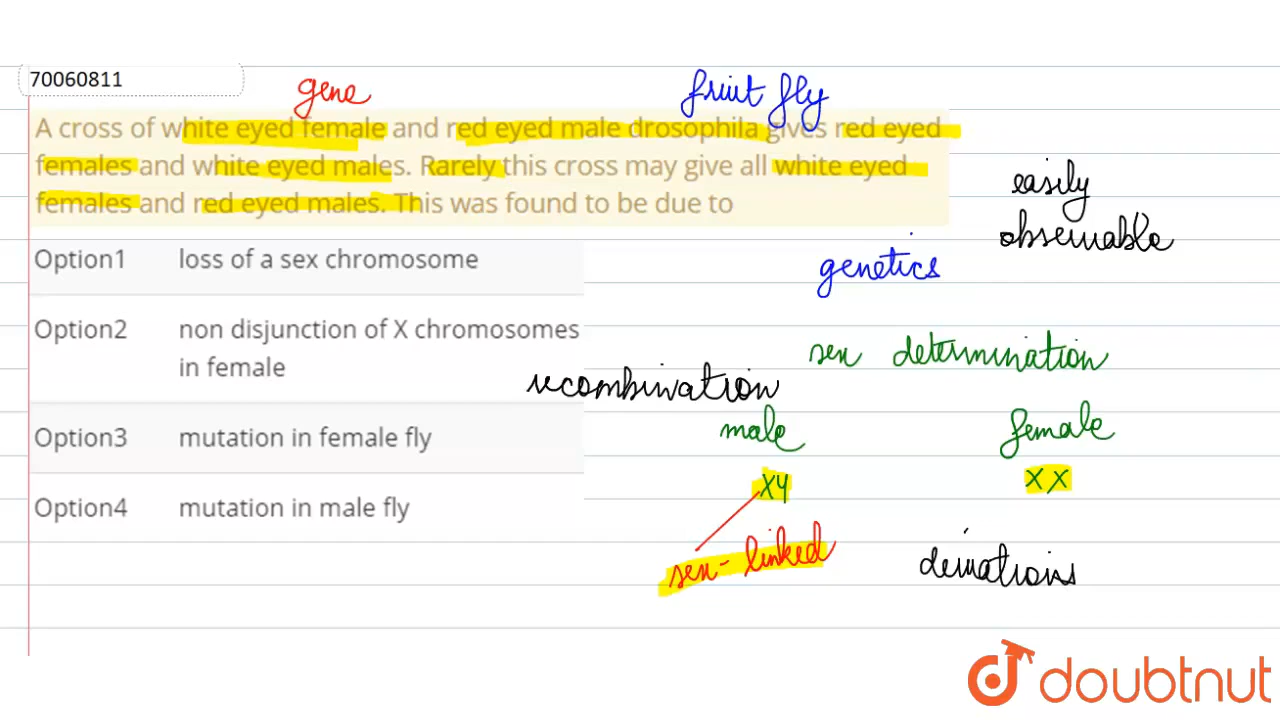 70060811
gene
fruit fly
A cross of white eyed female and red eyed male drosophila gives red eyed
females and white eyed males. Rarely this cross may give all white eyed
females and red eyed males. This was found to be due to
easily
observable
Option1 loss of a sex chromosome
genetics
Option2 non disjunction of X chromosomes
in female
sex determination
recombination
male female
Option3 mutation in female fly
XY XX
Option4 mutation in male fly
sex-linked
deviations
doubtnut